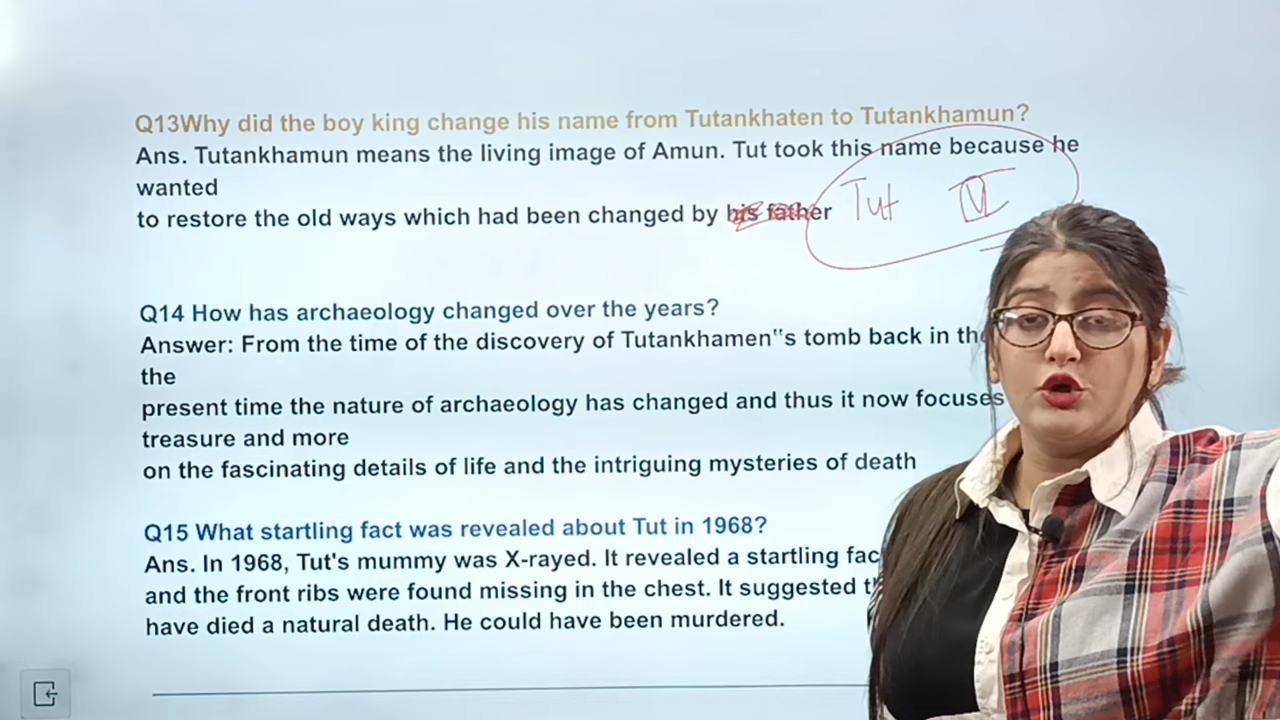 Q13Why did the boy king change his name from Tutankhaten to Tutankhamun?
Ans. Tutankhamun means the living image of Amun. Tut took this name because he
wanted
to restore the old ways which had been changed by his father Tut IV
Q14 How has archaeology changed over the years?
Answer: From the time of the discovery of Tutankhamen"s tomb back in
the
present time the nature of archaeology has changed and thus it now focuses
treasure and more
on the fascinating details of life and the intriguing mysteries of death
Q15 What startling fact was revealed about Tut in 1968?
Ans. In 1968, Tut's mummy was X-rayed. It revealed a startling
and the front ribs were found missing in the chest. It suggested
have died a natural death. He could have been murdered.